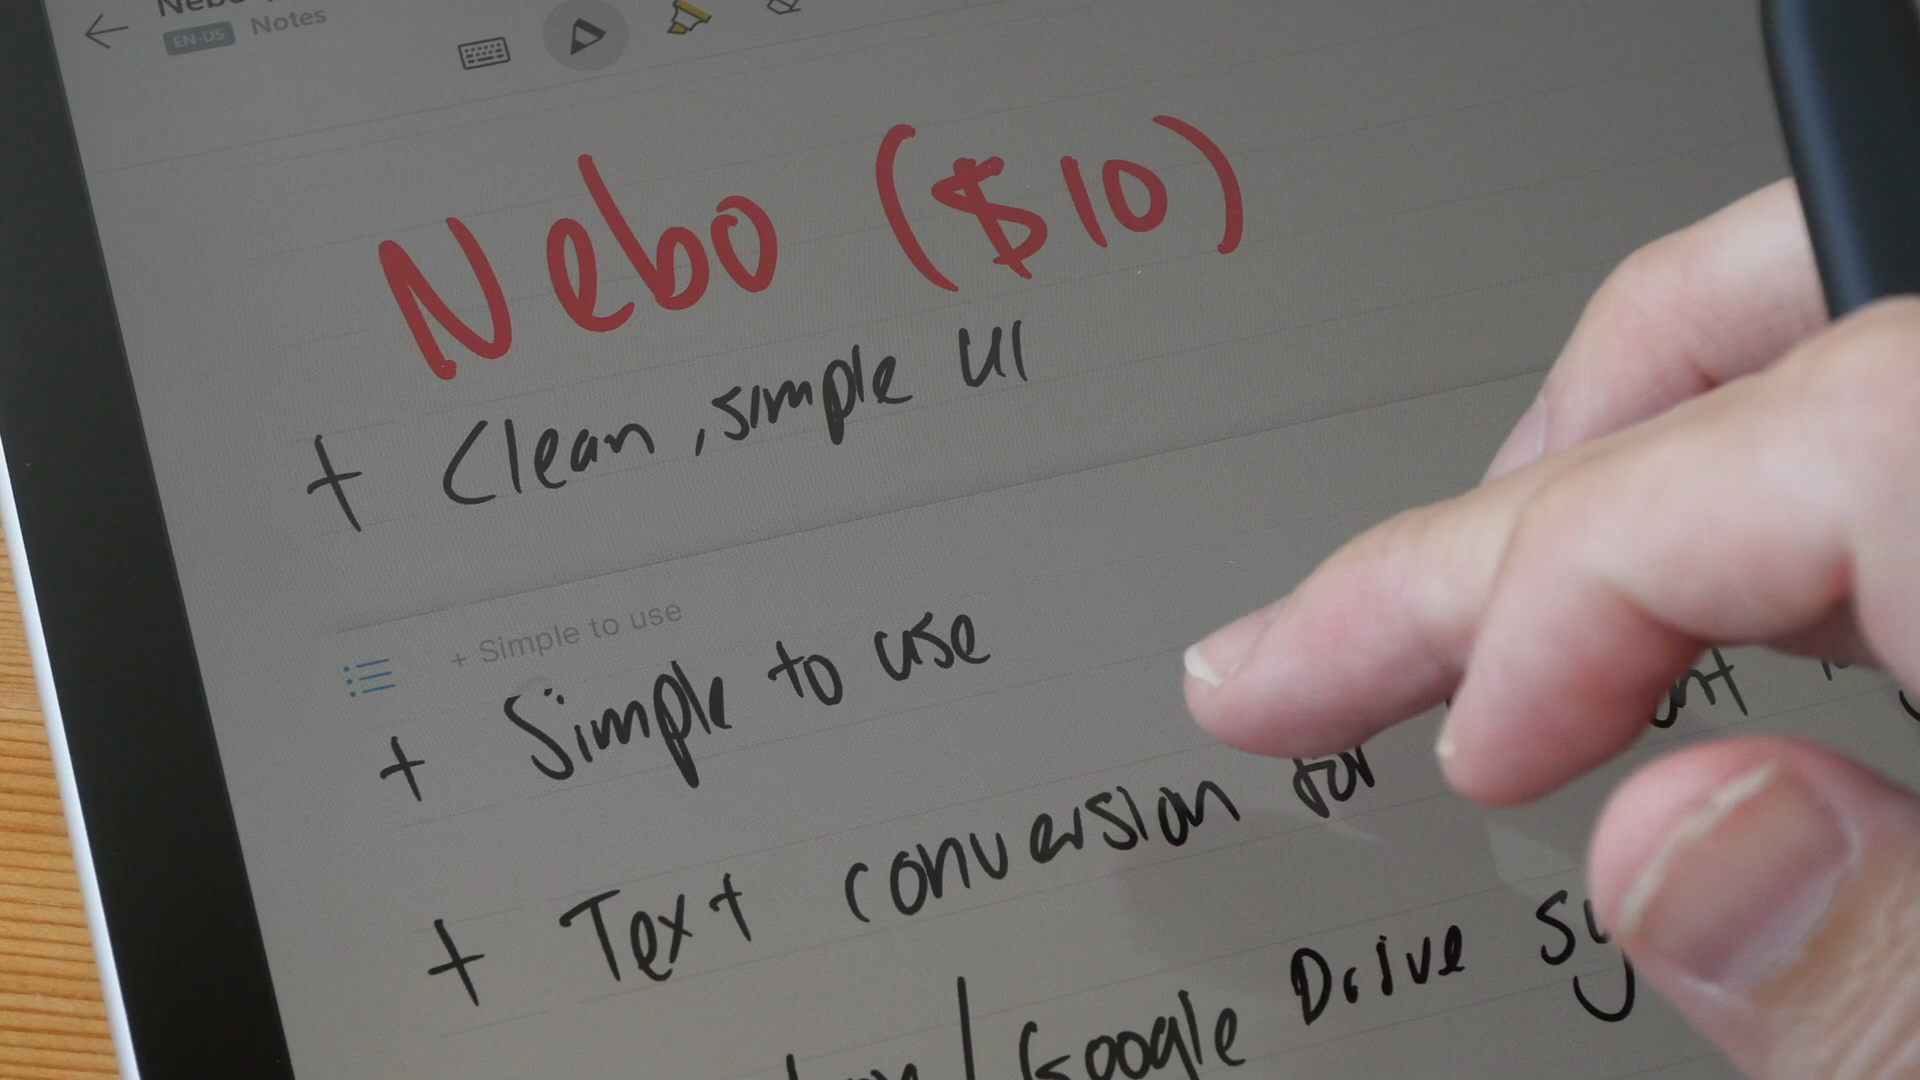 EN-US Notes
Nebo ($10)
+ Clean, simple UI
+ Simple to use
+ Simple to use
+ Text conversion for
/Google Drive